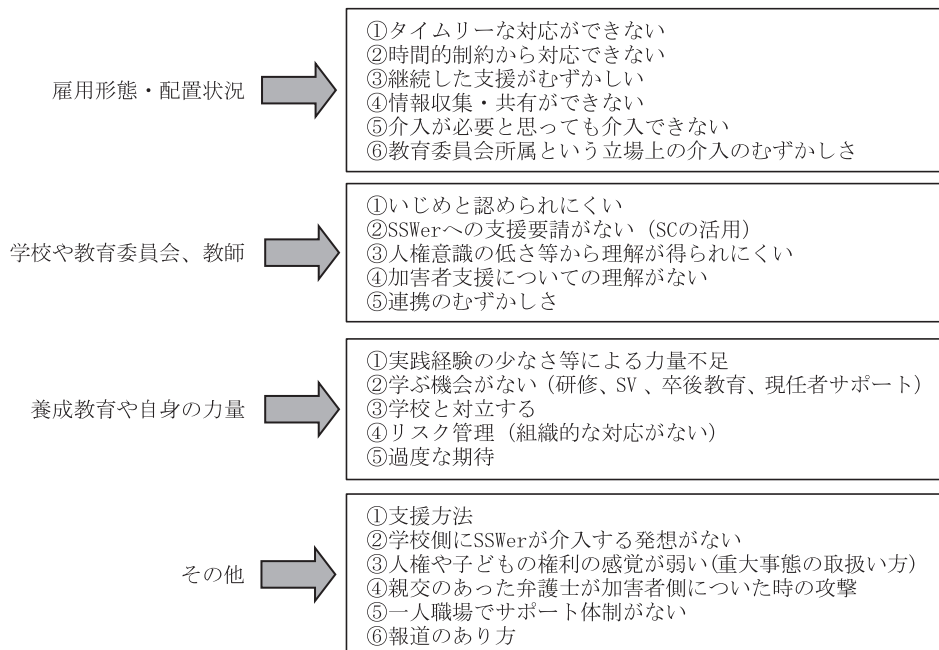 雇用形態・配置状況
①タイムリーな対応ができない
②時間的制約から対応できない
③継続した支援がむずかしい
④情報収集・共有ができない
⑤介入が必要と思っても介入できない
⑥教育委員会所属という立場上の介入のむずかしさ
学校や教育委員会、教師
①いじめと認められにくい
②SSWerへの支援要請がない（SCの活用）
③人権意識の低さ等から理解が得られにくい
④加害者支援についての理解がない
⑤連携のむずかしさ
養成教育や自身の力量
①実践経験の少なさ等による力量不足
②学ぶ機会がない（研修、SV 、卒後教育、現任者サポート）
③学校と対立する
④リスク管理（組織的な対応がない）
⑤過度な期待
その他
①支援方法
②学校側にSSWerが介入する発想がない
③人権や子どもの権利の感覚が弱い(重大事態の取扱い方)
④親交のあった弁護士が加害者側についた時の攻撃
⑤一人職場でサポート体制がない
⑥報道のあり方